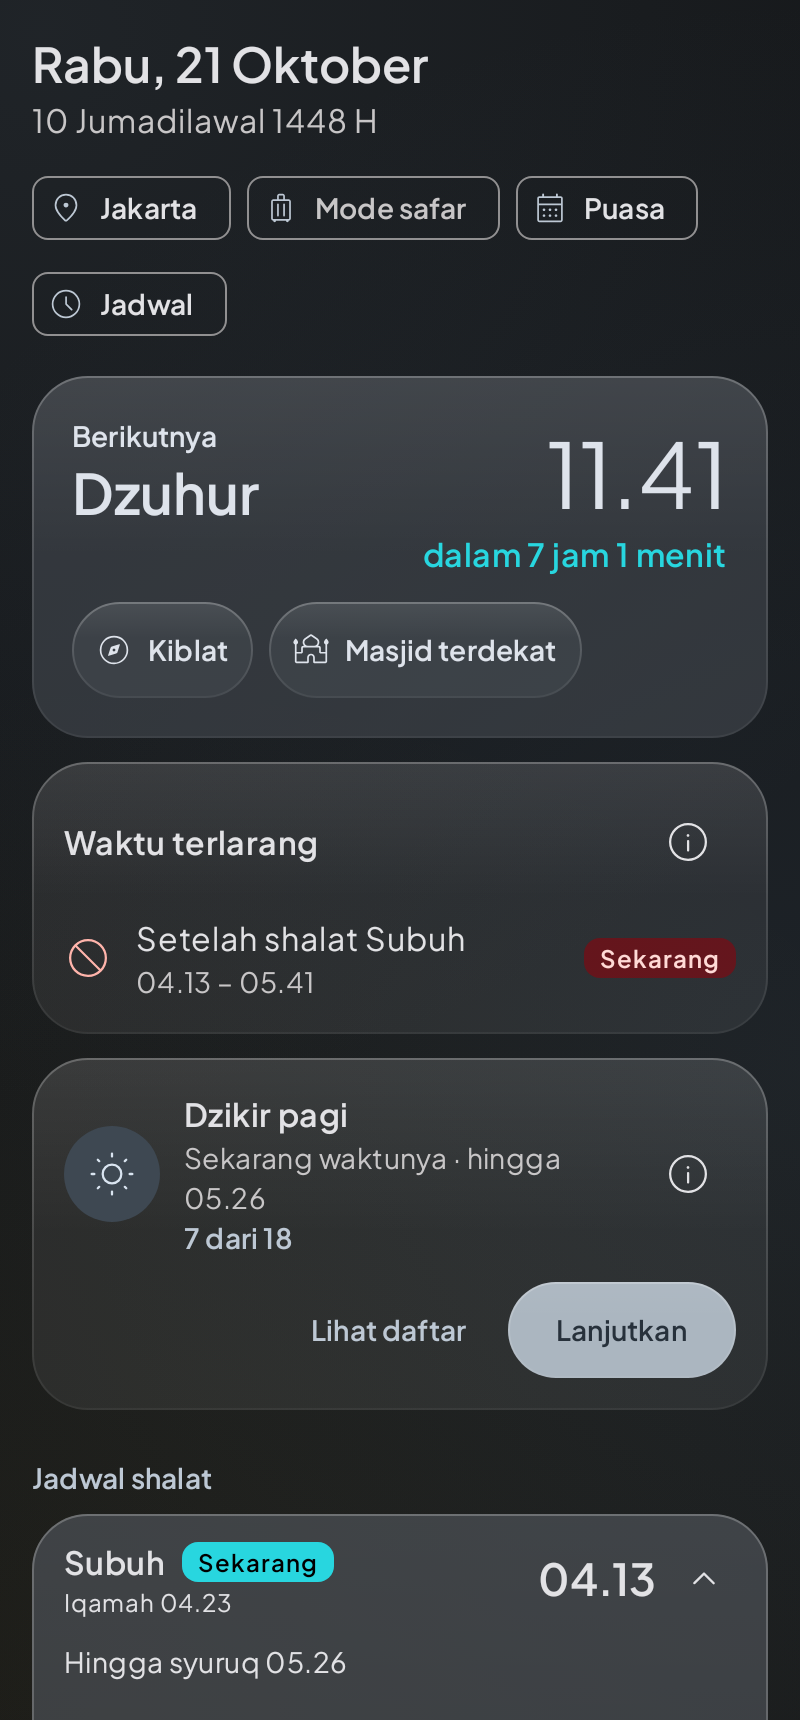 Rabu, 21 Oktober
10 Jumadilawal 1448 H
Jakarta
Mode safar
Puasa
Jadwal
Berikutnya
Dzuhur
11.41
dalam 7 jam 1 menit
Kiblat
Masjid terdekat
Waktu terlarang
Setelah shalat Subuh
04.13 – 05.41
Sekarang
Dzikir pagi
Sekarang waktunya · hingga
05.26
7 dari 18
Lihat daftar
Lanjutkan
Jadwal shalat
Subuh
Sekarang
04.13
Iqamah 04.23
Hingga syuruq 05.26